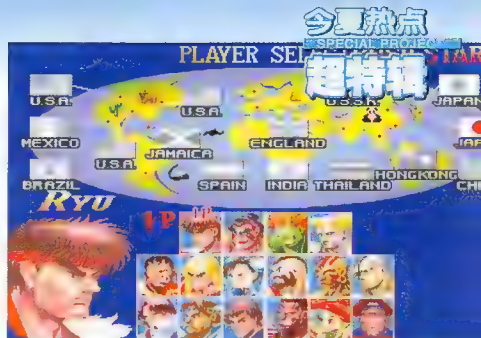 今夏热点
SPECIAL PROJECT
超特辑
PLAYER SELECT
U.S.A.
U.S.A.
U.S.S.R.
JAPAN
MEXICO
JAMAICA
ENGLAND
U.S.A.
BRAZIL
SPAIN
INDIA
THAILAND
HONGKONG
RYU
1P